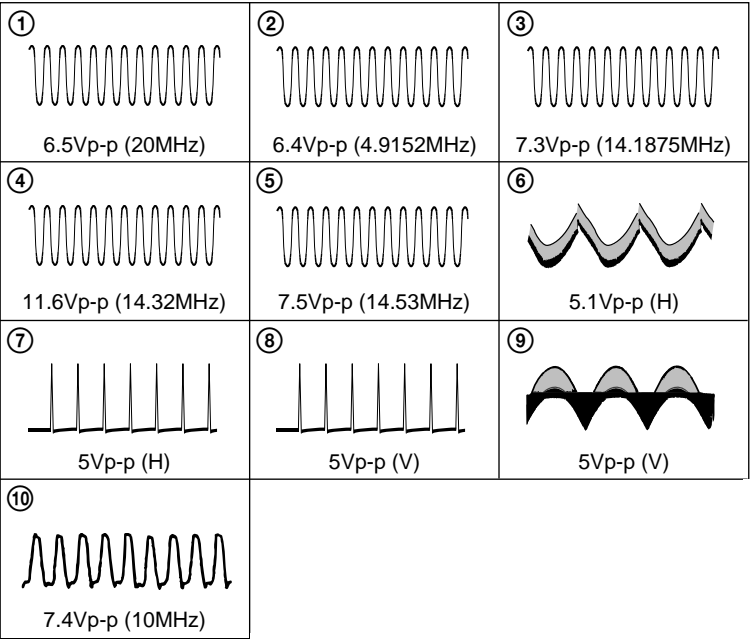 ①
6.5Vp-p (20MHz)
②
6.4Vp-p (4.9152MHz)
③
7.3Vp-p (14.1875MHz)
④
11.6Vp-p (14.32MHz)
⑤
7.5Vp-p (14.53MHz)
⑥
5.1Vp-p (H)
⑦
5Vp-p (H)
⑧
5Vp-p (V)
⑨
5Vp-p (V)
⑩
7.4Vp-p (10MHz)